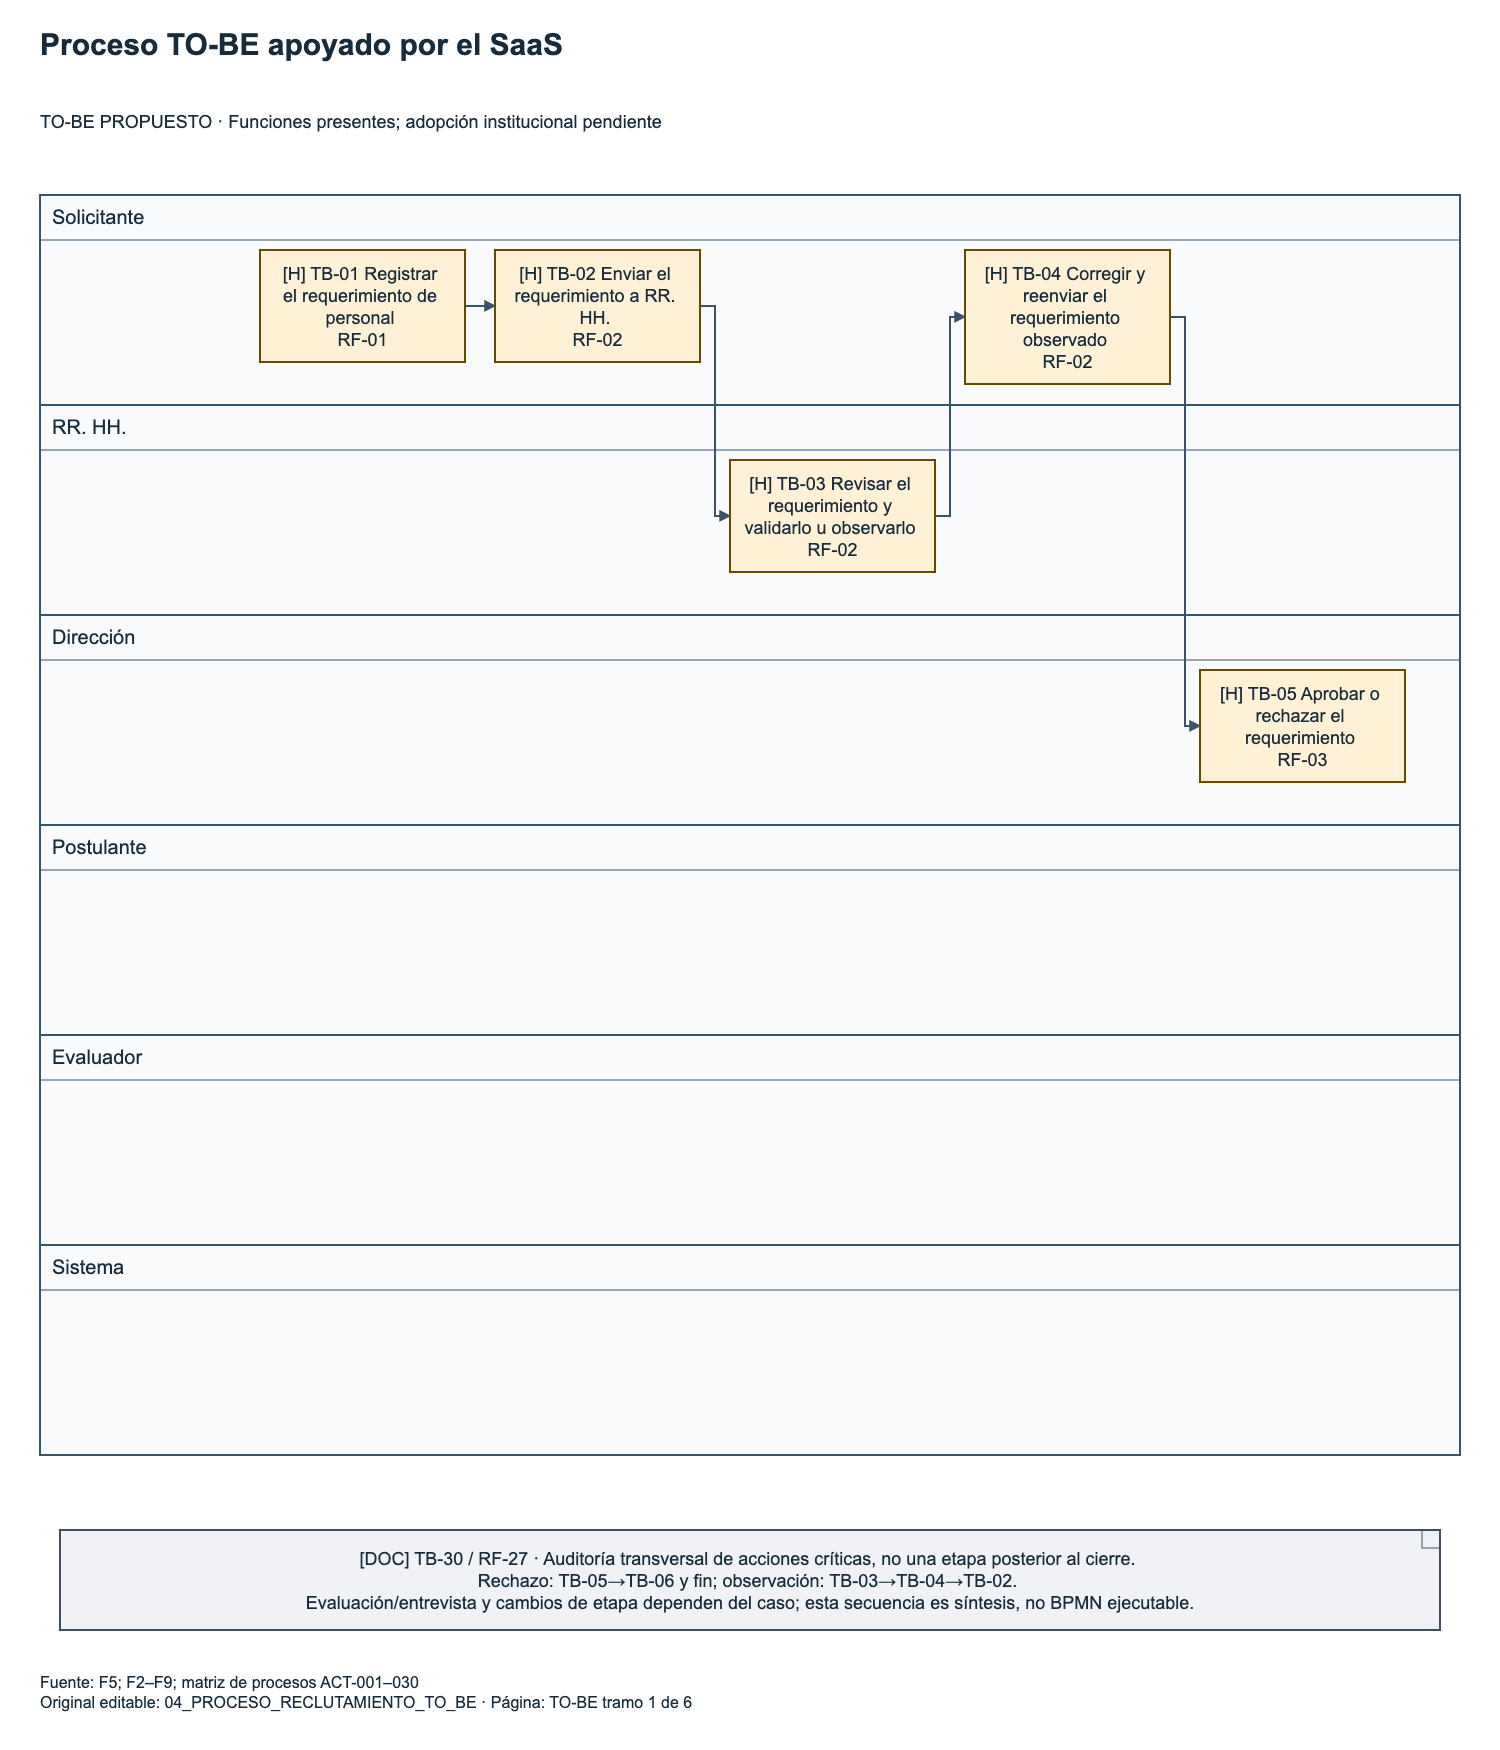 Proceso TO-BE apoyado por el SaaS
TO-BE PROPUESTO · Funciones presentes; adopción institucional pendiente
Solicitante
[H] TB-01 Registrar
el requerimiento de
personal
RF-01
[H] TB-02 Enviar el
requerimiento a RR.
HH.
RF-02
[H] TB-04 Corregir y
reenviar el
requerimiento
observado
RF-02
RR. HH.
[H] TB-03 Revisar el
requerimiento y
validarlo u observarlo
RF-02
Dirección
[H] TB-05 Aprobar o
rechazar el
requerimiento
RF-03
Postulante
Evaluador
Sistema
[DOC] TB-30 / RF-27 · Auditoría transversal de acciones críticas, no una etapa posterior al cierre.
Rechazo: TB-05→TB-06 y fin; observación: TB-03→TB-04→TB-02.
Evaluación/entrevista y cambios de etapa dependen del caso; esta secuencia es síntesis, no BPMN ejecutable.
Fuente: F5; F2–F9; matriz de procesos ACT-001–030
Original editable: 04_PROCESO_RECLUTAMIENTO_TO_BE · Página: TO-BE tramo 1 de 6